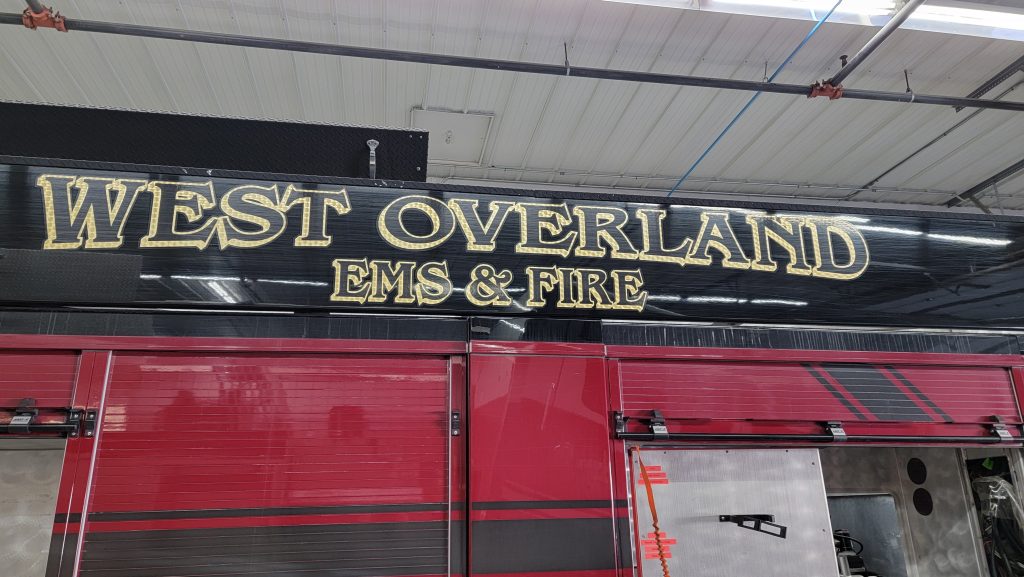 WEST OVERLAND
EMS & FIRE